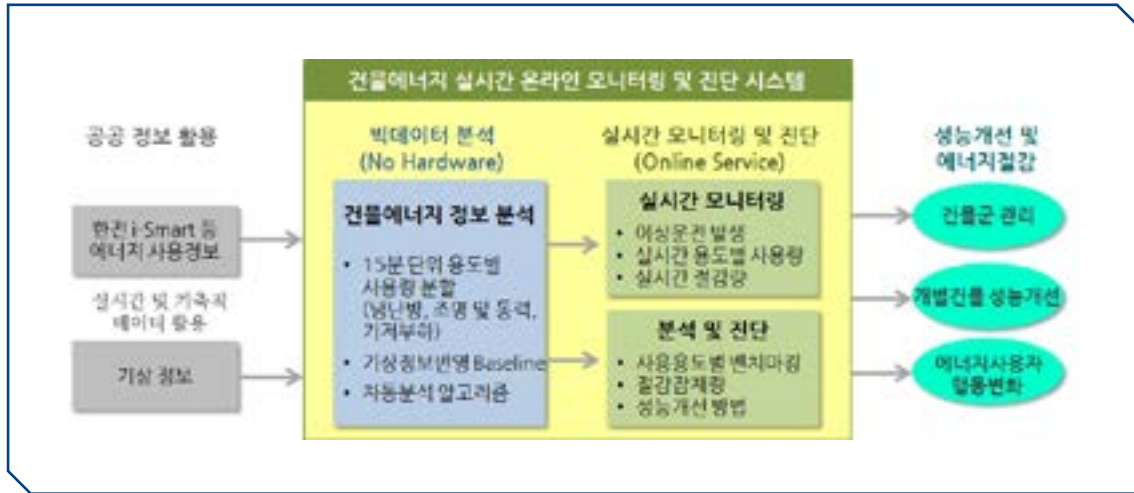 건물에너지 실시간 온라인 모니터링 및 진단 시스템
공공 정보 활용
한전 i-Smart 등
에너지 사용정보
실시간 및 기축적
데이터 활용
기상 정보
빅데이터 분석
(No Hardware)
건물에너지 정보 분석
• 15분 단위 용도별
사용량 분할
(냉난방, 조명 및 동력,
기저부하)
• 기상정보반영 Baseline
• 자동분석 알고리즘
실시간 모니터링 및 진단
(Online Service)
실시간 모니터링
• 이상운전 발생
• 실시간 용도별 사용량
• 실시간 절감량
분석 및 진단
• 사용용도별 벤치마킹
• 절감잠재량
• 성능개선 방법
성능개선 및
에너지절감
건물군 관리
개별건물 성능개선
에너지사용자
행동변화